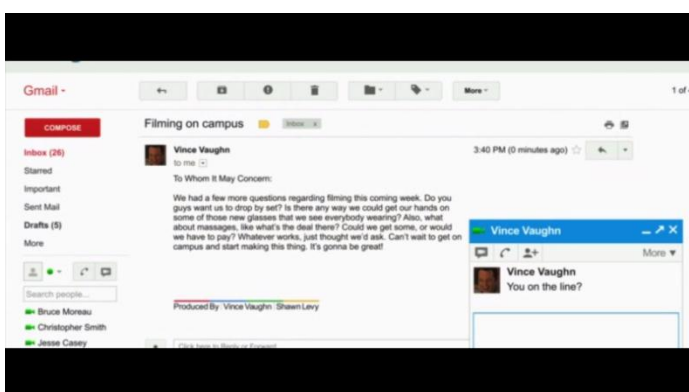 Gmail
More
1 of
COMPOSE
Filming on campus
Inbox x
Inbox (26)
Starred
Important
Sent Mail
Drafts (5)
More
Search people...
Bruce Moreau
Christopher Smith
Jesse Casey
Vince Vaughn
to me
3:40 PM (0 minutes ago)
To Whom It May Concern:
We had a few more questions regarding filming this coming week. Do you
guys want us to drop by set? Is there any way we could get our hands on
some of those new glasses that we see everybody wearing? Also, what
about massages, like what's the deal there? Could we get some, or would
we have to pay? Whatever works, just thought we'd ask. Can't wait to get on
campus and start making this thing. It's gonna be great!
Produced By : Vince Vaughn : Shawn Levy
Click here to Reply or Forward
Vince Vaughn
More
Vince Vaughn
You on the line?